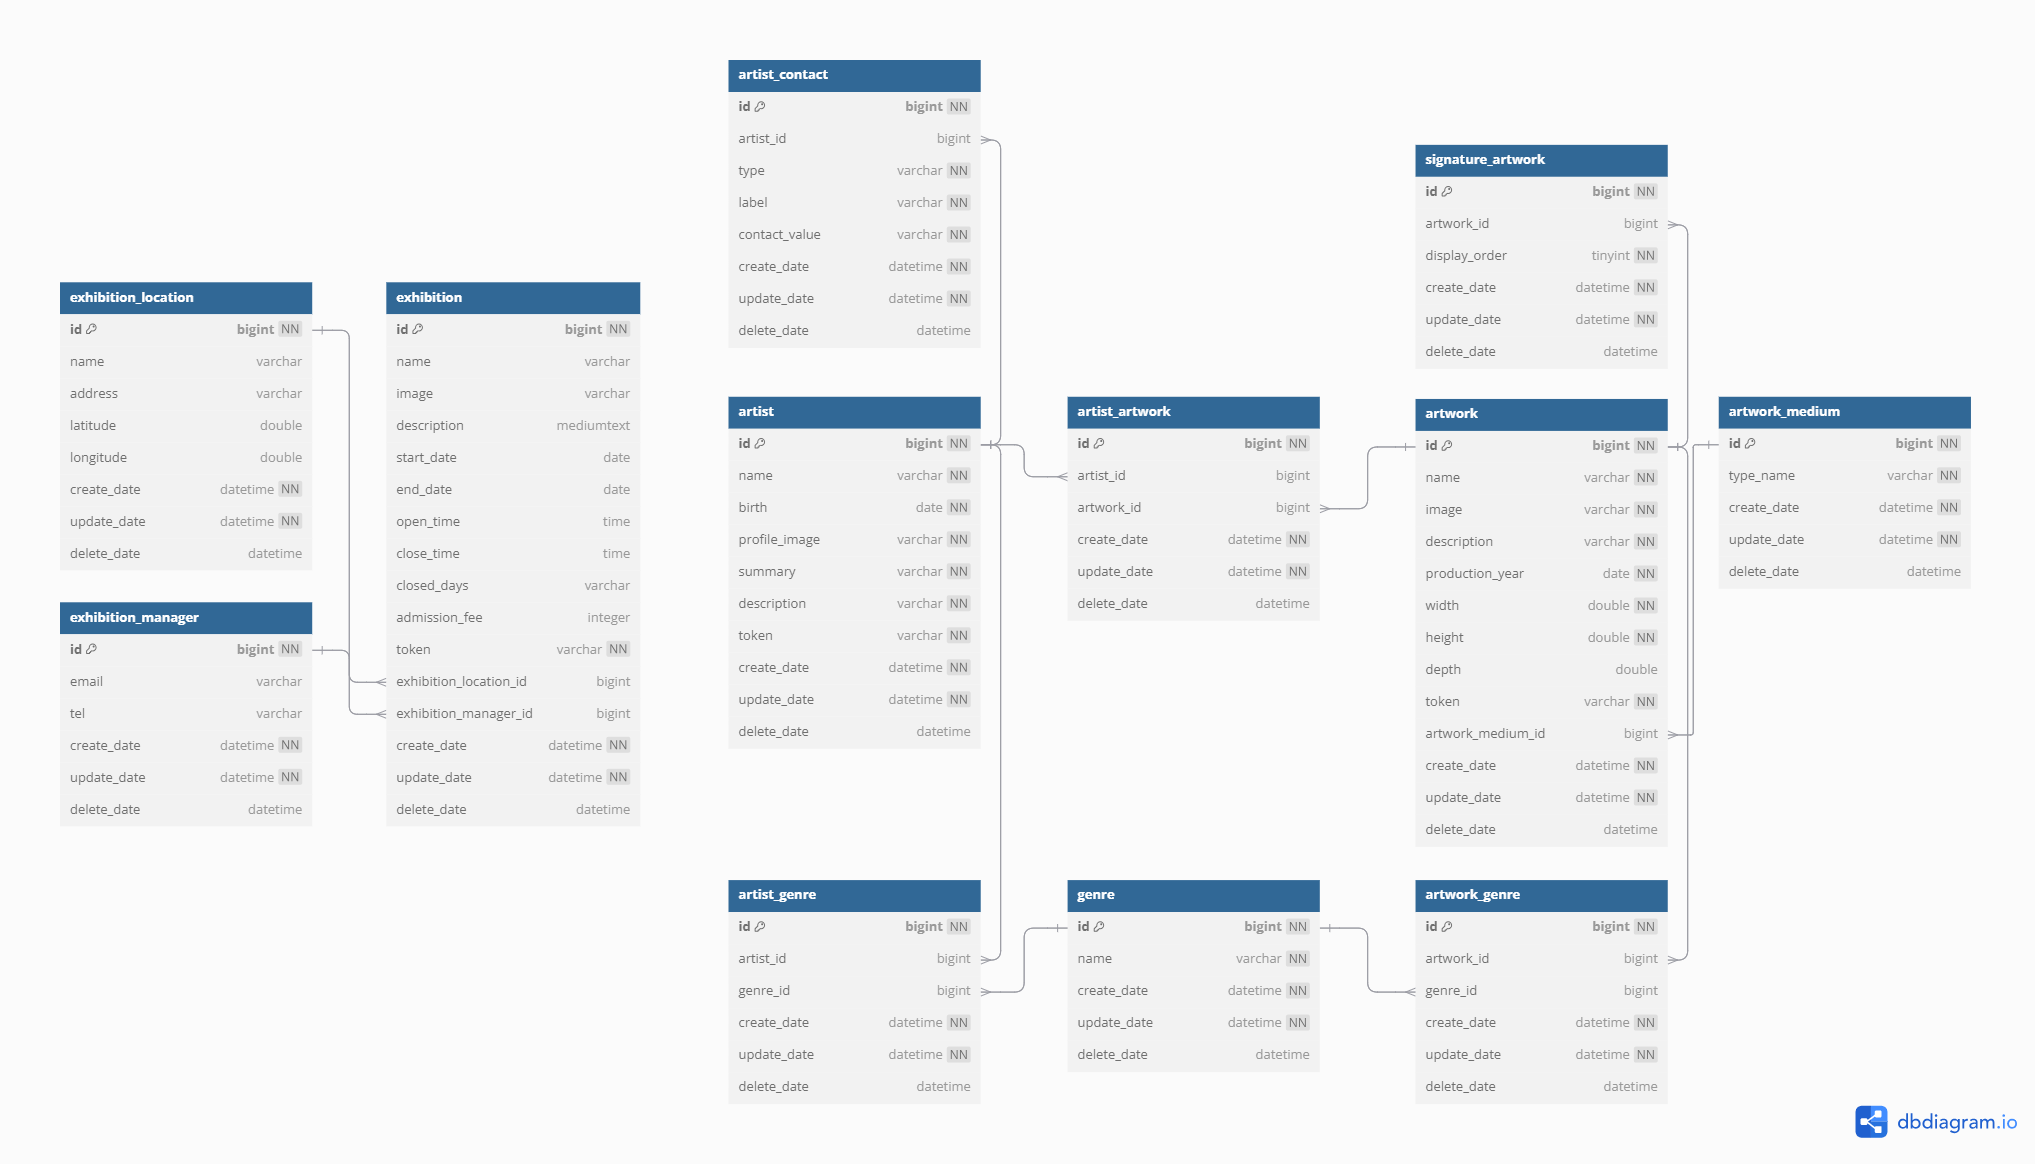 artist_contact
id bigint NN
artist_id bigint
type varchar NN
label varchar NN
contact_value varchar NN
create_date datetime NN
update_date datetime NN
delete_date datetime
signature_artwork
id bigint NN
artwork_id bigint
display_order tinyint NN
create_date datetime NN
update_date datetime NN
delete_date datetime
exhibition_location
id bigint NN
name varchar
address varchar
latitude double
longitude double
create_date datetime NN
update_date datetime NN
delete_date datetime
exhibition
id bigint NN
name varchar
image varchar
description mediumtext
start_date date
end_date date
open_time time
close_time time
closed_days varchar
admission_fee integer
token varchar NN
exhibition_location_id bigint
exhibition_manager_id bigint
create_date datetime NN
update_date datetime NN
delete_date datetime
exhibition_manager
id bigint NN
email varchar
tel varchar
create_date datetime NN
update_date datetime NN
delete_date datetime
artist
id bigint NN
name varchar NN
birth date NN
profile_image varchar NN
summary varchar NN
description varchar NN
token varchar NN
create_date datetime NN
update_date datetime NN
delete_date datetime
artist_artwork
id bigint NN
artist_id bigint
artwork_id bigint
create_date datetime NN
update_date datetime NN
delete_date datetime
artwork
id bigint NN
name varchar NN
image varchar NN
description varchar NN
production_year date NN
width double NN
height double NN
depth double
token varchar NN
artwork_medium_id bigint
create_date datetime NN
update_date datetime NN
delete_date datetime
artwork_medium
id bigint NN
type_name varchar NN
create_date datetime NN
update_date datetime NN
delete_date datetime
artist_genre
id bigint NN
artist_id bigint
genre_id bigint
create_date datetime NN
update_date datetime NN
delete_date datetime
genre
id bigint NN
name varchar NN
create_date datetime NN
update_date datetime NN
delete_date datetime
artwork_genre
id bigint NN
artwork_id bigint
genre_id bigint
create_date datetime NN
update_date datetime NN
delete_date datetime
dbdiagram.io